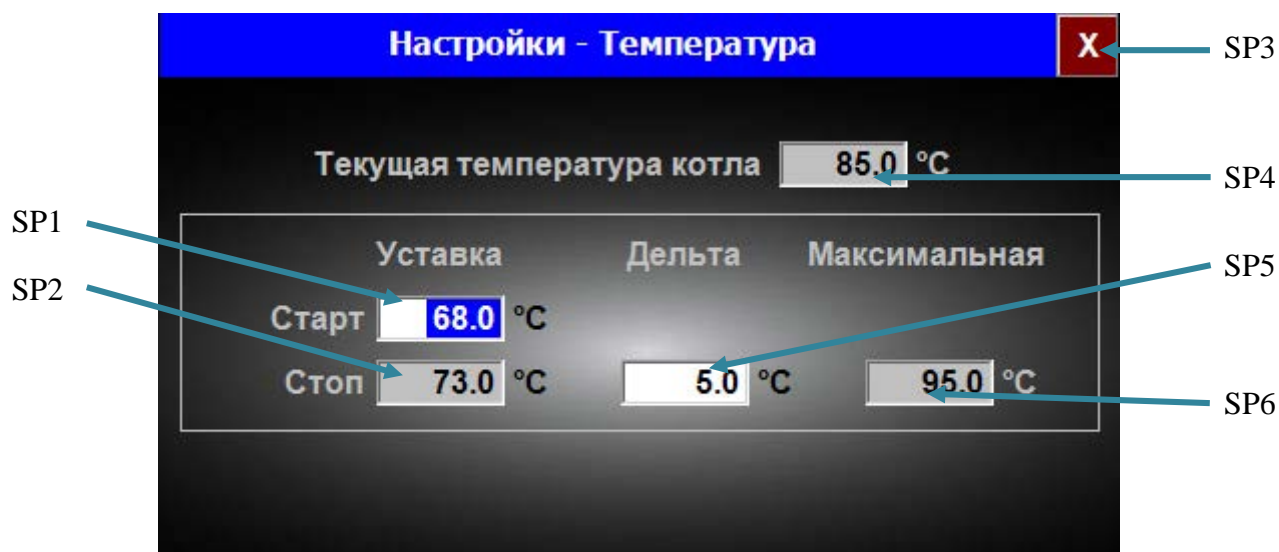 Настройки - Температура X SP3
Текущая температура котла 85.0 °C SP4
SP1 Уставка Дельта Максимальная SP5
SP2 Старт 68.0 °C
Стоп 73.0 °C 5.0 °C 95.0 °C SP6